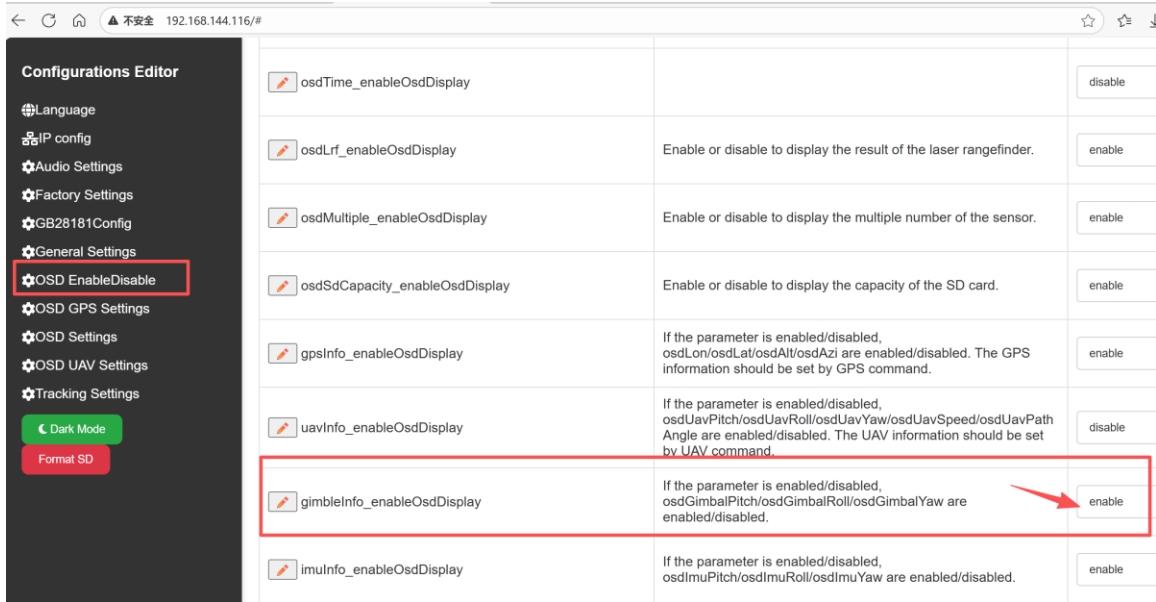 不安全 192.168.144.116/#
Configurations Editor
Language
IP config
Audio Settings
Factory Settings
GB28181Config
General Settings
OSD EnableDisable
OSD GPS Settings
OSD Settings
OSD UAV Settings
Tracking Settings
Dark Mode
Format SD
osdTime_enableOsdDisplay
disable
osdLrf_enableOsdDisplay
Enable or disable to display the result of the laser rangefinder.
enable
osdMultiple_enableOsdDisplay
Enable or disable to display the multiple number of the sensor.
enable
osdSdCapacity_enableOsdDisplay
Enable or disable to display the capacity of the SD card.
enable
gpsInfo_enableOsdDisplay
If the parameter is enabled/disabled,
osdLon/osdLat/osdAlt/osdAzi are enabled/disabled. The GPS
information should be set by GPS command.
enable
uavInfo_enableOsdDisplay
If the parameter is enabled/disabled,
osdUavPitch/osdUavRoll/osdUavYaw/osdUavSpeed/osdUavPath
Angle are enabled/disabled. The UAV information should be set
by UAV command.
disable
gimbleInfo_enableOsdDisplay
If the parameter is enabled/disabled,
osdGimbalPitch/osdGimbalRoll/osdGimbalYaw are
enabled/disabled.
enable
imuInfo_enableOsdDisplay
If the parameter is enabled/disabled,
osdImuPitch/osdImuRoll/osdImuYaw are enabled/disabled.
enable